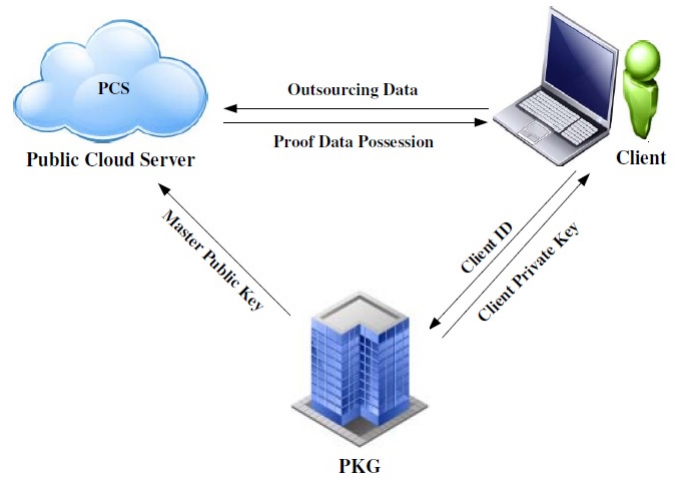 PCS
Public Cloud Server
Outsourcing Data
Proof Data Possession
Client
Master Public Key
Client ID
Client Private Key
PKG